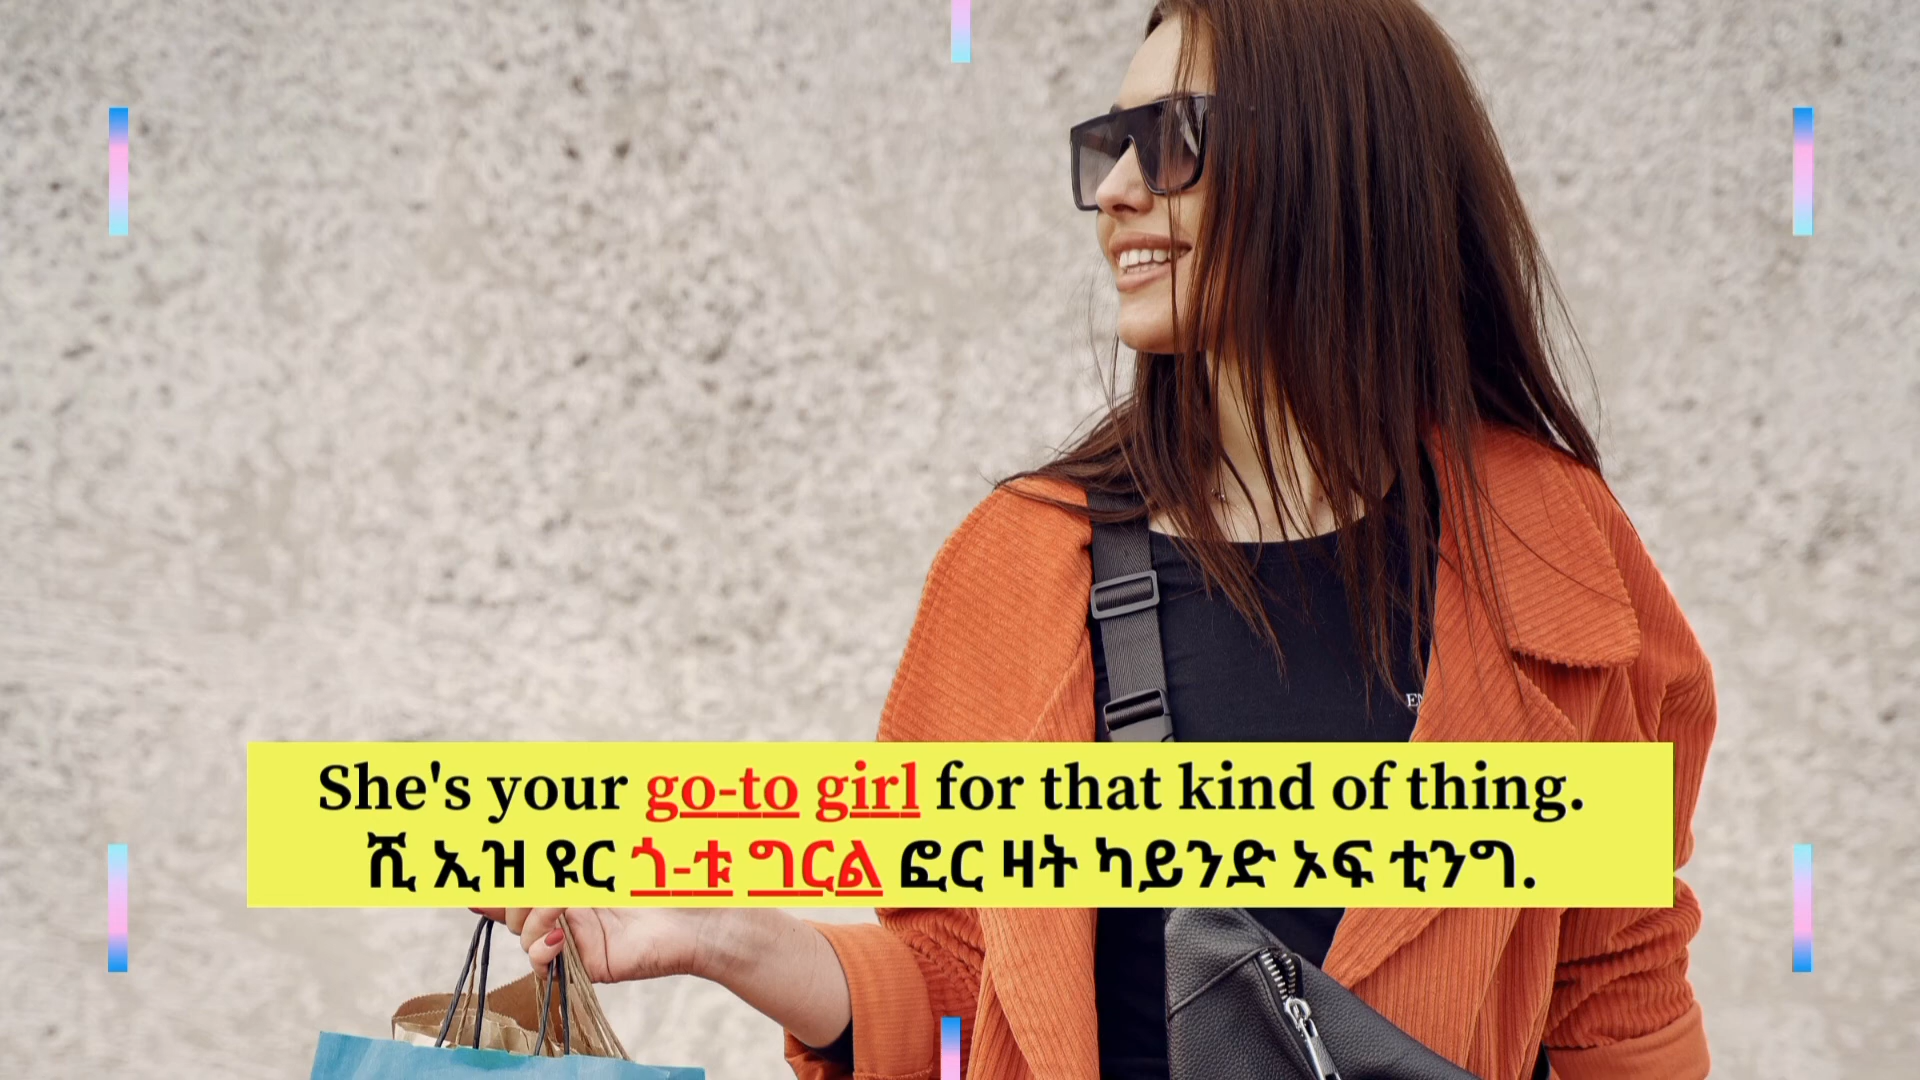 She's your go-to girl for that kind of thing.
ሺ ኢዝ ዩር ጎ-ቱ ግርል ፎር ዛት ካይንድ ኦፍ ቲንግ.